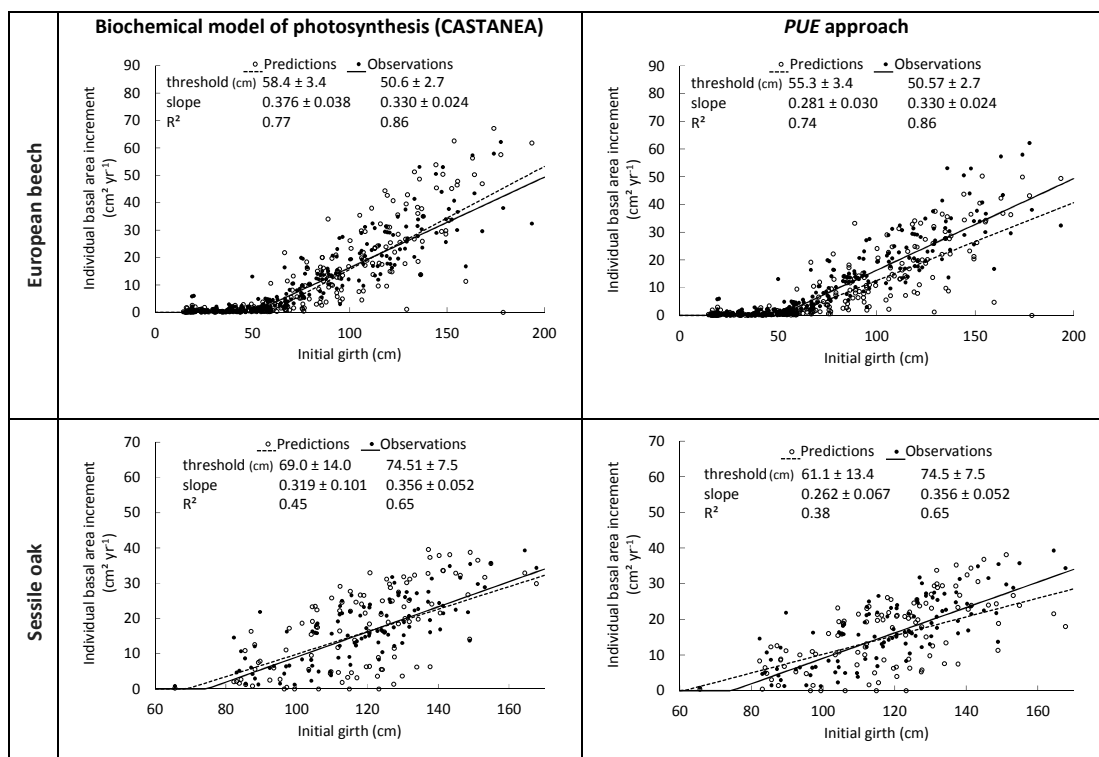 Biochemical model of photosynthesis (CASTANEA)
PUE approach
European beech
Individual basal area increment
(cm² yr⁻¹)
90
80
70
60
50
40
30
20
10
0
Predictions Observations
threshold (cm) 58.4 ± 3.4 50.6 ± 2.7
slope 0.376 ± 0.038 0.330 ± 0.024
R² 0.77 0.86
0 50 100 150 200
Initial girth (cm)
Individual basal area increment
(cm² yr⁻¹)
90
80
70
60
50
40
30
20
10
0
Predictions Observations
threshold (cm) 55.3 ± 3.4 50.57 ± 2.7
slope 0.281 ± 0.030 0.330 ± 0.024
R² 0.74 0.86
0 50 100 150 200
Initial girth (cm)
Sessile oak
Individual basal area increment
(cm² yr⁻¹)
70
60
50
40
30
20
10
0
Predictions Observations
threshold (cm) 69.0 ± 14.0 74.51 ± 7.5
slope 0.319 ± 0.101 0.356 ± 0.052
R² 0.45 0.65
60 80 100 120 140 160
Initial girth (cm)
Individual basal area increment
(cm² yr⁻¹)
70
60
50
40
30
20
10
0
Predictions Observations
threshold (cm) 61.1 ± 13.4 74.5 ± 7.5
slope 0.262 ± 0.067 0.356 ± 0.052
R² 0.38 0.65
60 80 100 120 140 160
Initial girth (cm)